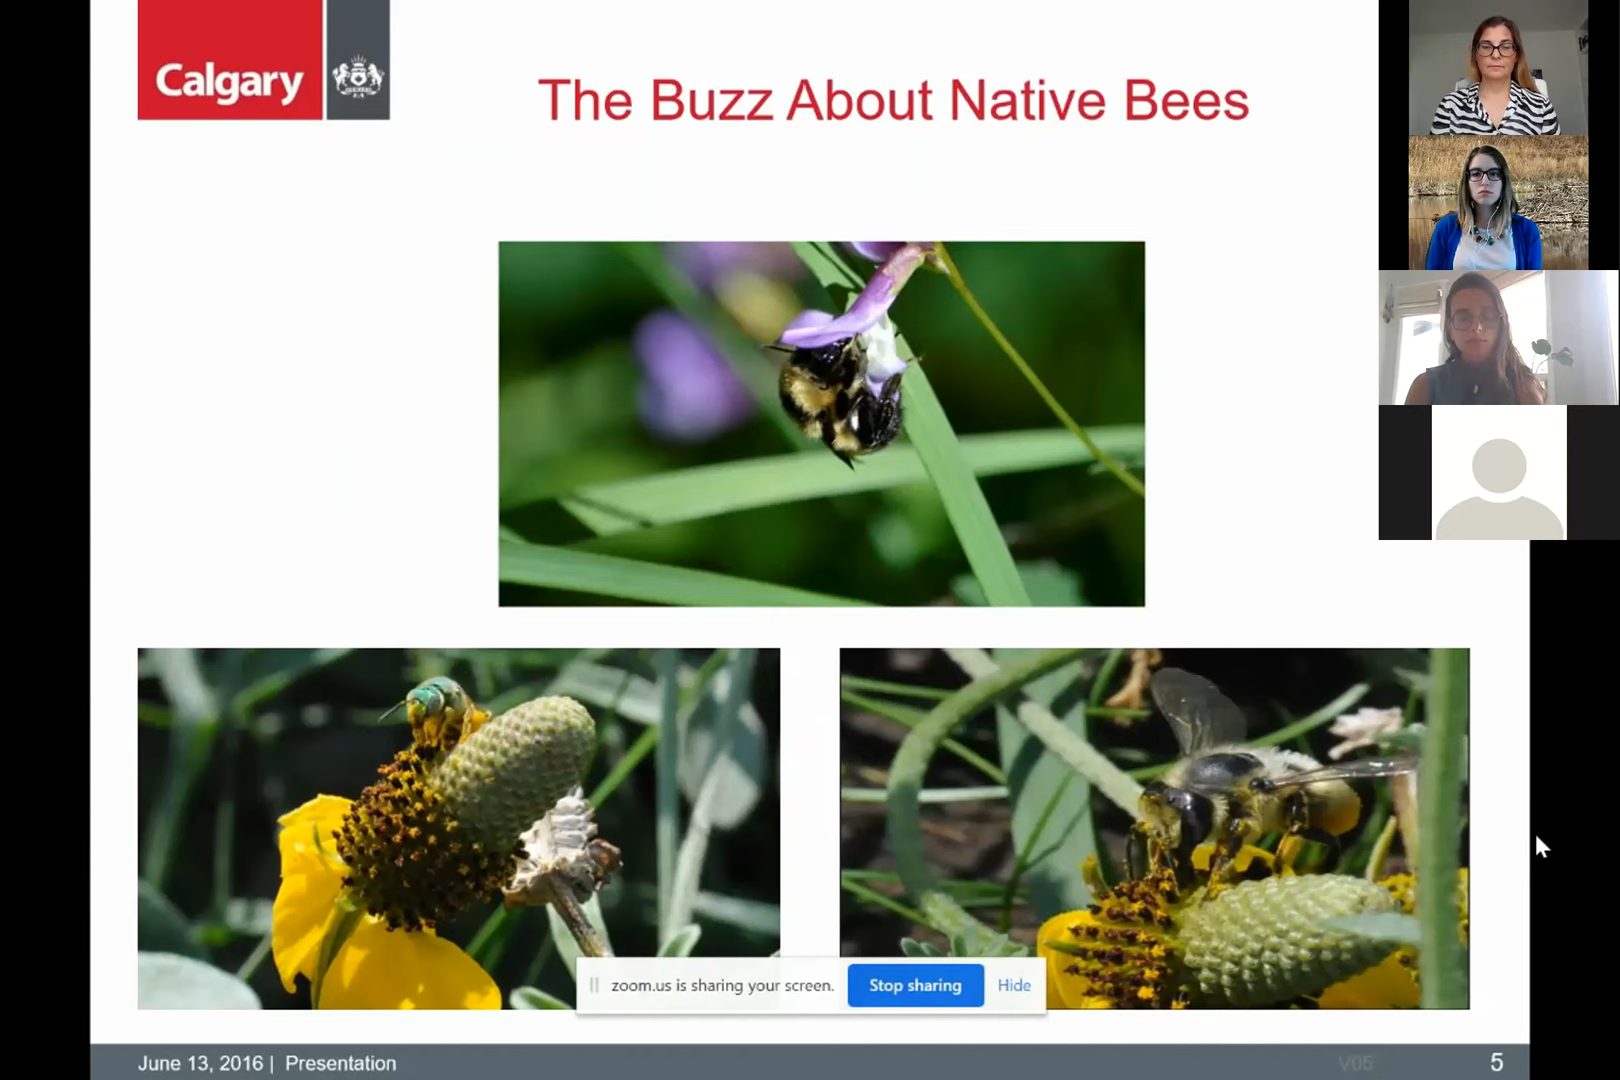 Calgary
The Buzz About Native Bees
zoom.us is sharing your screen.
Stop sharing
Hide
June 13, 2016 | Presentation
V05
5